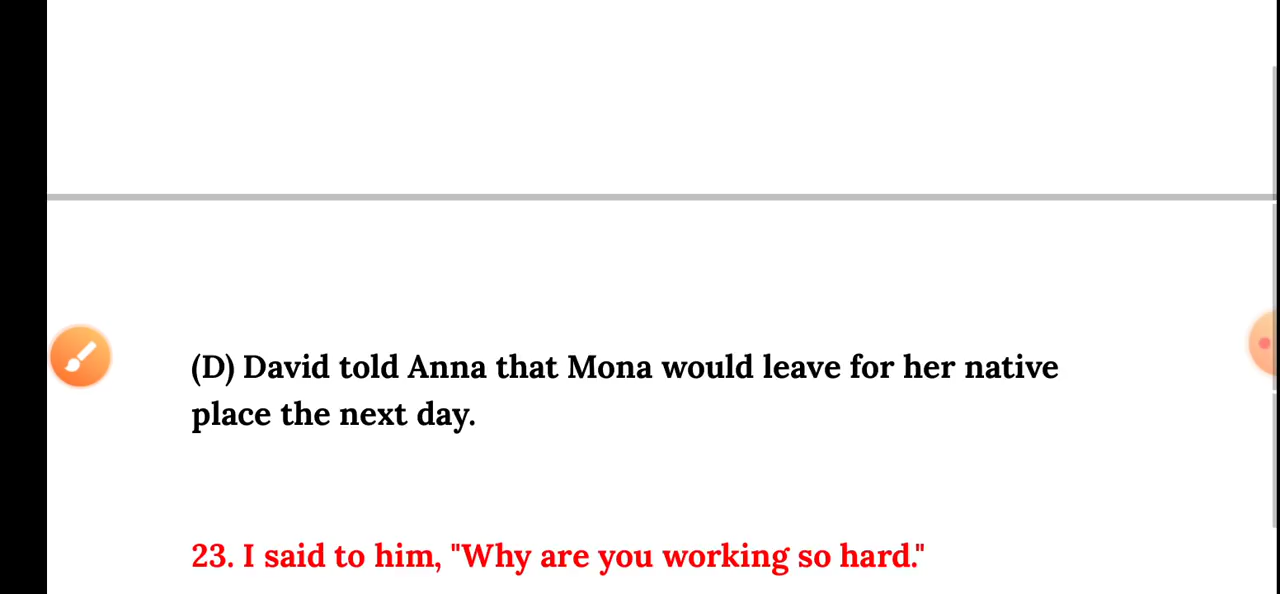 (D) David told Anna that Mona would leave for her native
place the next day.
23. I said to him, "Why are you working so hard."